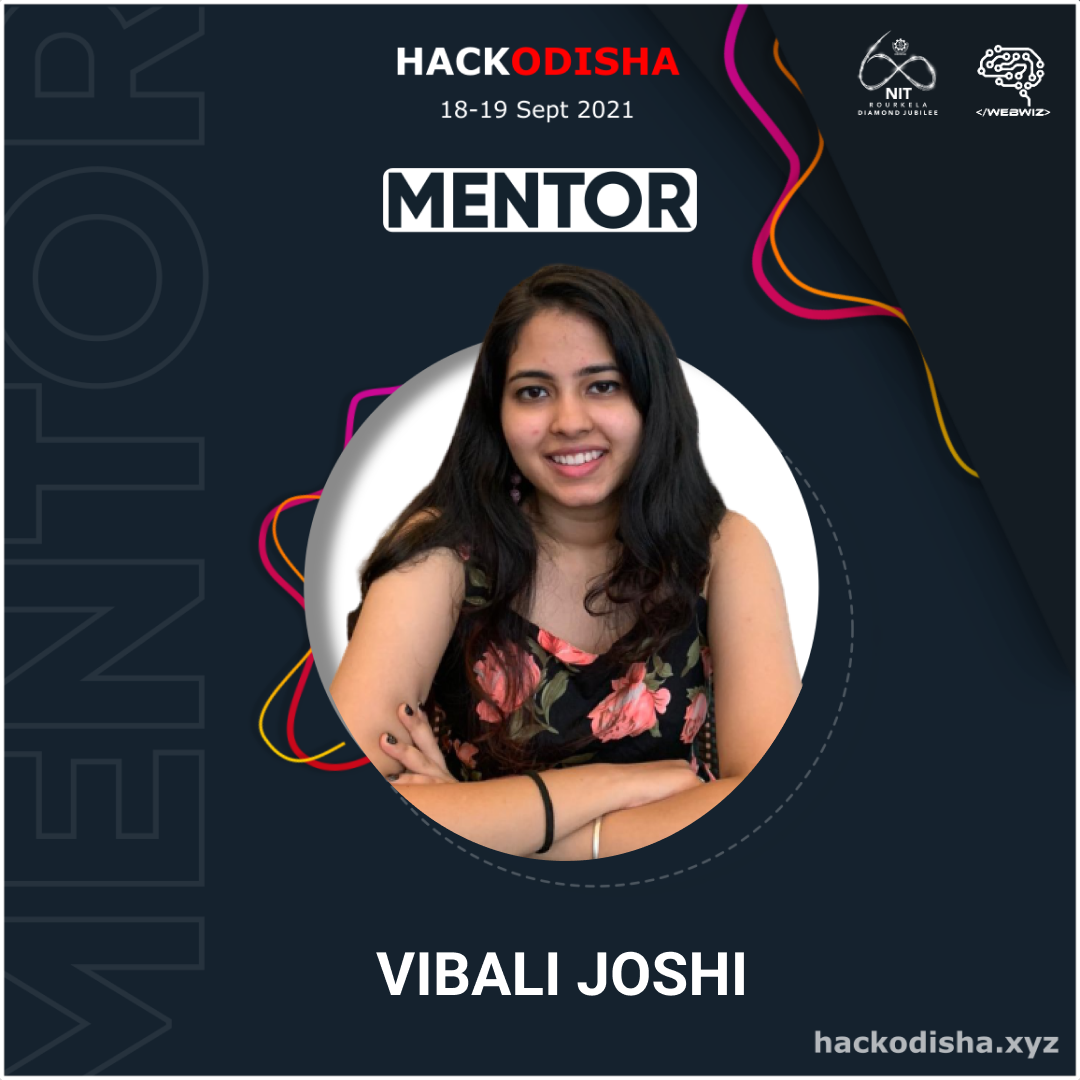 HACKODISHA
18-19 Sept 2021
NIT
ROURKELA
DIAMOND JUBILEE
</WEBWIZ>
MENTOR
MENTOR
VIBALI JOSHI
hackodisha.xyz